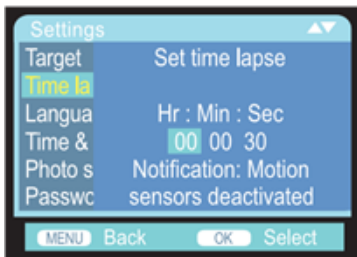 Settings
Target
Time la
Langua
Time &
Photo s
Passwc
Set time lapse
Hr : Min : Sec
00 00 30
Notification: Motion
sensors deactivated
MENU Back OK Select